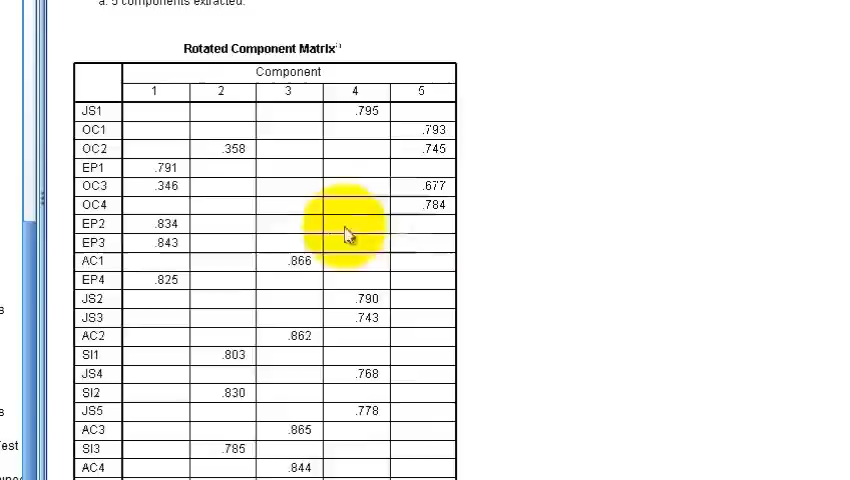 a. 5 components extracted.
Rotated Component Matrix
Component
1 2 3 4 5
JS1 .795
OC1 .793
OC2 .358 .745
EP1 .791
OC3 .346 .677
OC4 .784
EP2 .834
EP3 .843
AC1 .866
EP4 .825
JS2 .790
JS3 .743
s
AC2 .862
SI1 .803
JS4 .768
SI2 .830
JS5 .778
s
AC3 .865
Test
SI3 .785
AC4 .844